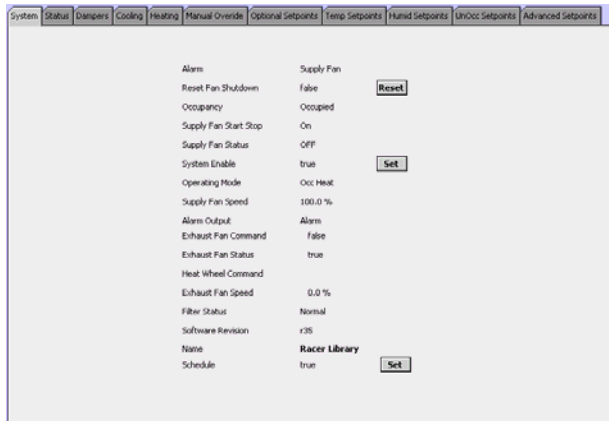 System Status Dampers Cooling Heating Manual Overide Optional Setpoints Temp Setpoints Humid Setpoints UnOcc Setpoints Advanced Setpoints
Alarm Supply Fan
Reset Fan Shutdown false Reset
Occupancy Occupied
Supply Fan Start Stop On
Supply Fan Status OFF
System Enable true Set
Operating Mode Occ Heat
Supply Fan Speed 100.0 %
Alarm Output Alarm
Exhaust Fan Command false
Exhaust Fan Status true
Heat Wheel Command
Exhaust Fan Speed 0.0 %
Filter Status Normal
Software Revision r35
Name Racer Library
Schedule true Set